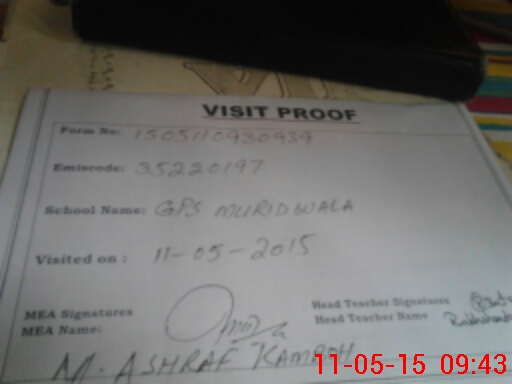 VISIT PROOF
Form No: 1505110930939
Emiscode: 35220197
School Name: GPS MURIDWALA
Visited on : 11-05-2015
MEA Signatures
Head Teacher Signatures
MEA Name:
Head Teacher Name
M. ASHRAF KAMBOH
11-05-15 09:43